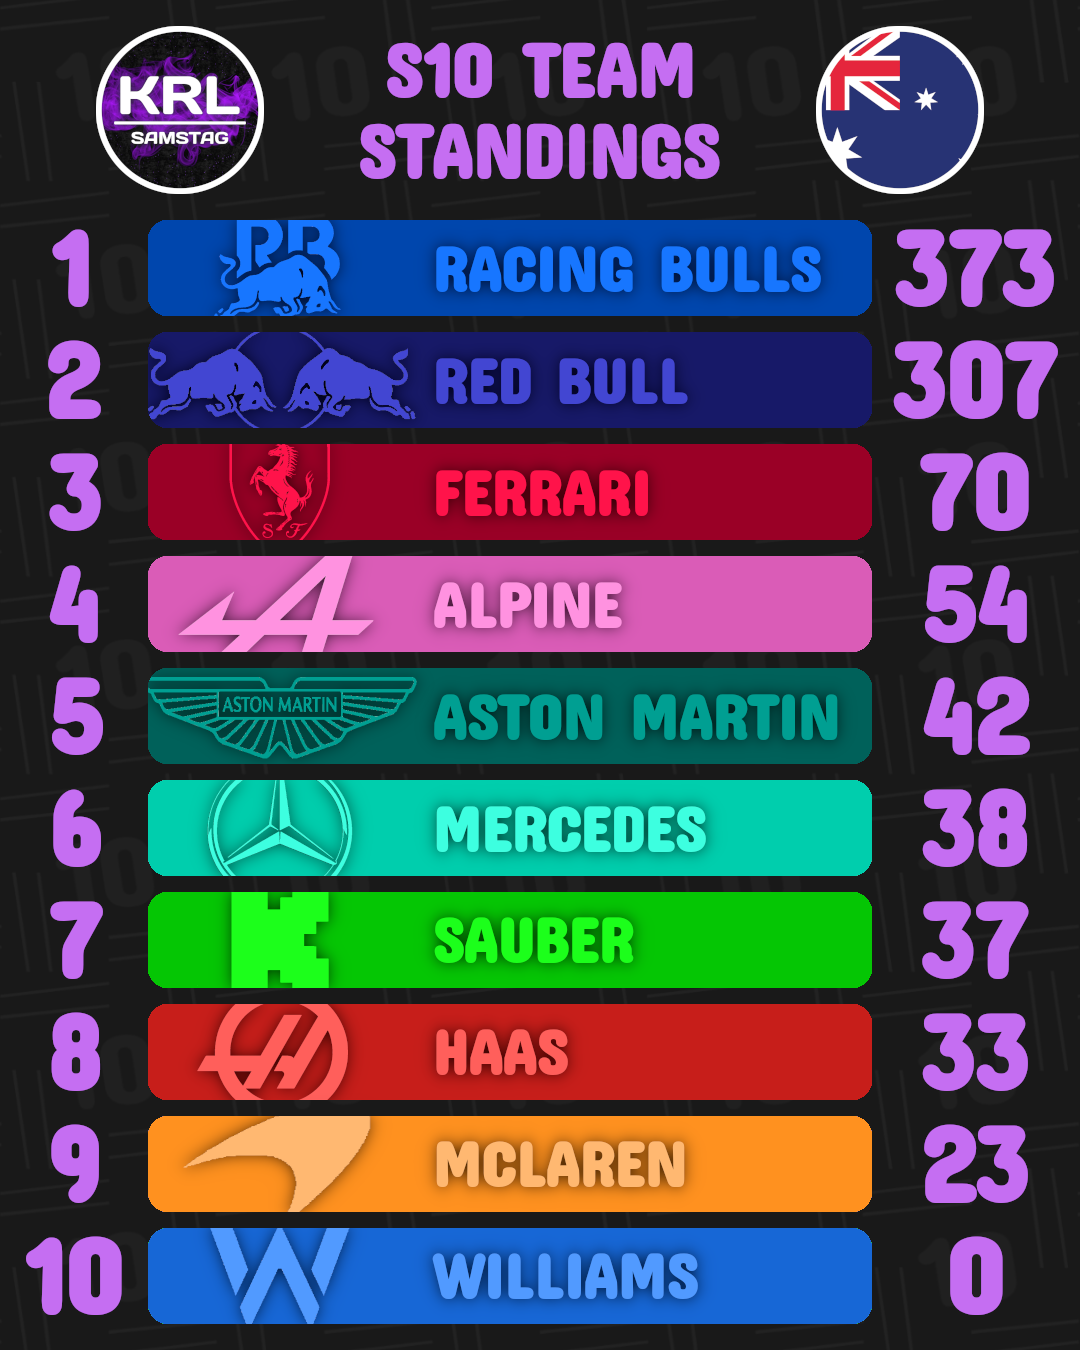 KRL
SAMSTAG
S10 TEAM
STANDINGS
1 RB RACING BULLS 373
2 RED BULL 307
3 S F FERRARI 70
4 ALPINE 54
5 ASTON MARTIN ASTON MARTIN 42
6 MERCEDES 38
7 SAUBER 37
8 HAAS 33
9 MCLAREN 23
10 WILLIAMS 0